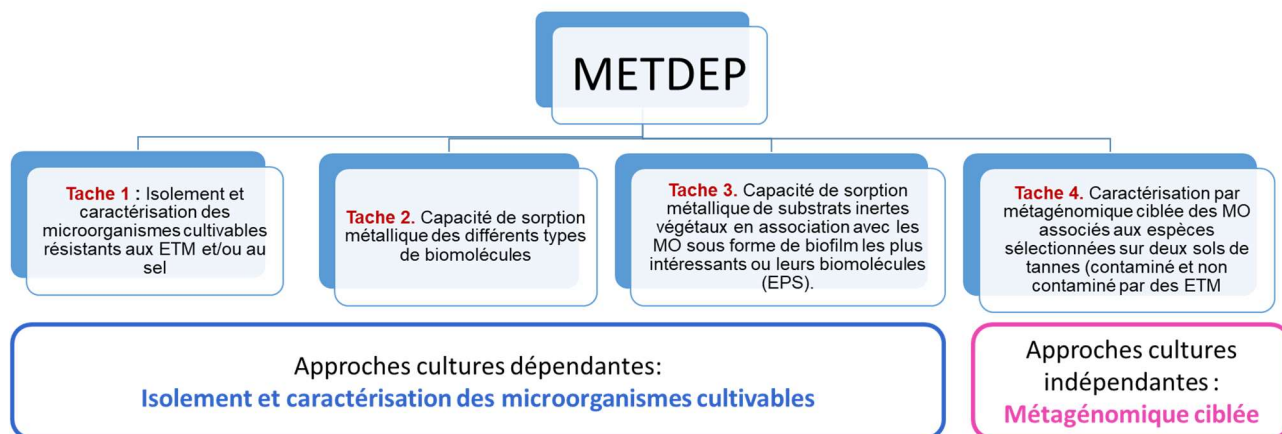 METDEP
Tache 1 : Isolement et
caractérisation des
microorganismes cultivables
résistants aux ETM et/ou au
sel
Tache 2. Capacité de sorption
métallique des différents types
de biomolécules
Tache 3. Capacité de sorption
métallique de substrats inertes
végétaux en association avec les
MO sous forme de biofilm les plus
intéressants ou leurs biomolécules
(EPS).
Tache 4. Caractérisation par
métagénomique ciblée des MO
associés aux espèces
sélectionnées sur deux sols de
tannes (contaminé et non
contaminé par des ETM
Approches cultures dépendantes:
Isolement et caractérisation des microorganismes cultivables
Approches cultures
indépendantes :
Métagénomique ciblée